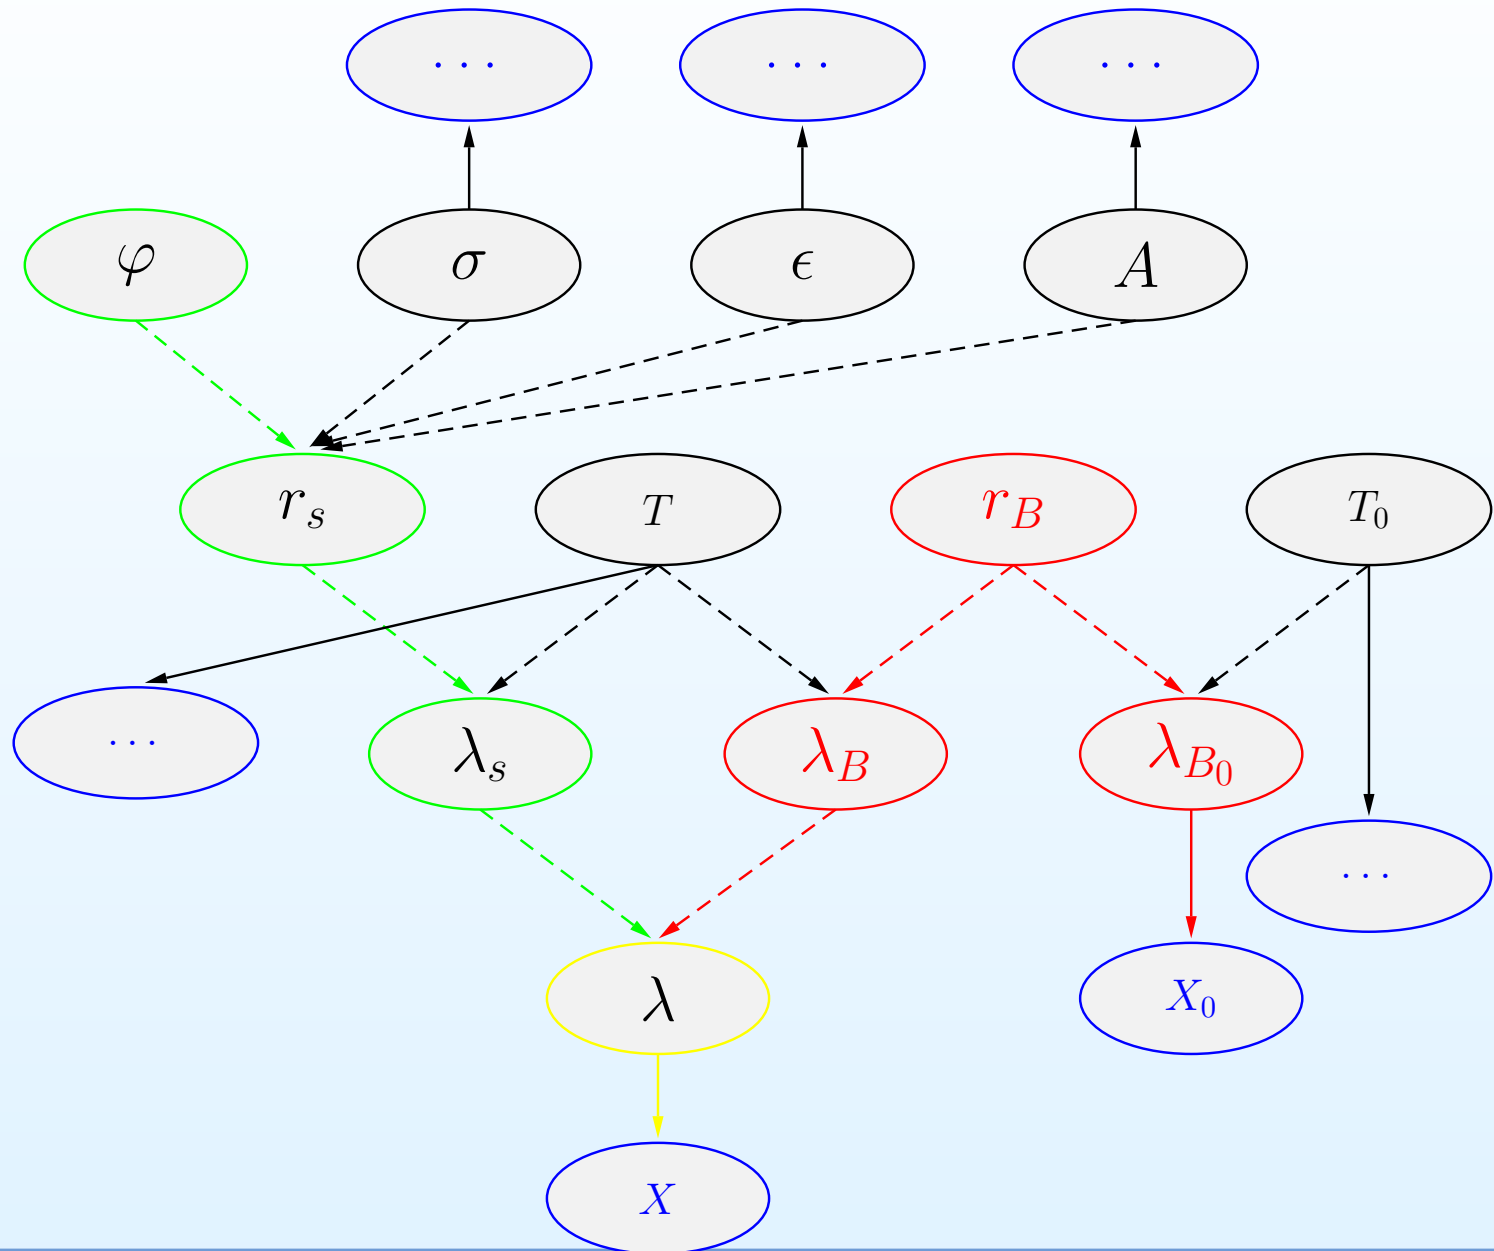 ··· ··· ···
φ σ ϵ A
r_s T r_B T_0
··· λ_s λ_B λ_{B_0}
···
λ X_0
X